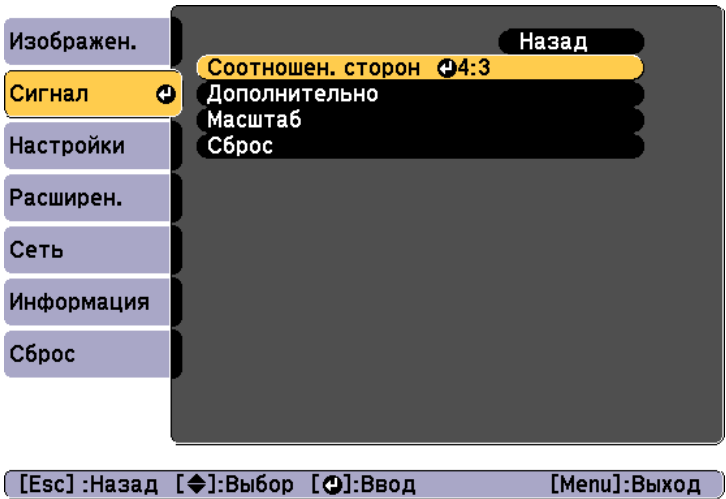 Изображен.
Сигнал
Настройки
Расширен.
Сеть
Информация
Сброс
Назад
Соотношен. сторон 4:3
Дополнительно
Масштаб
Сброс
[Esc] :Назад [◆]:Выбор [⏎]:Ввод [Menu]:Выход